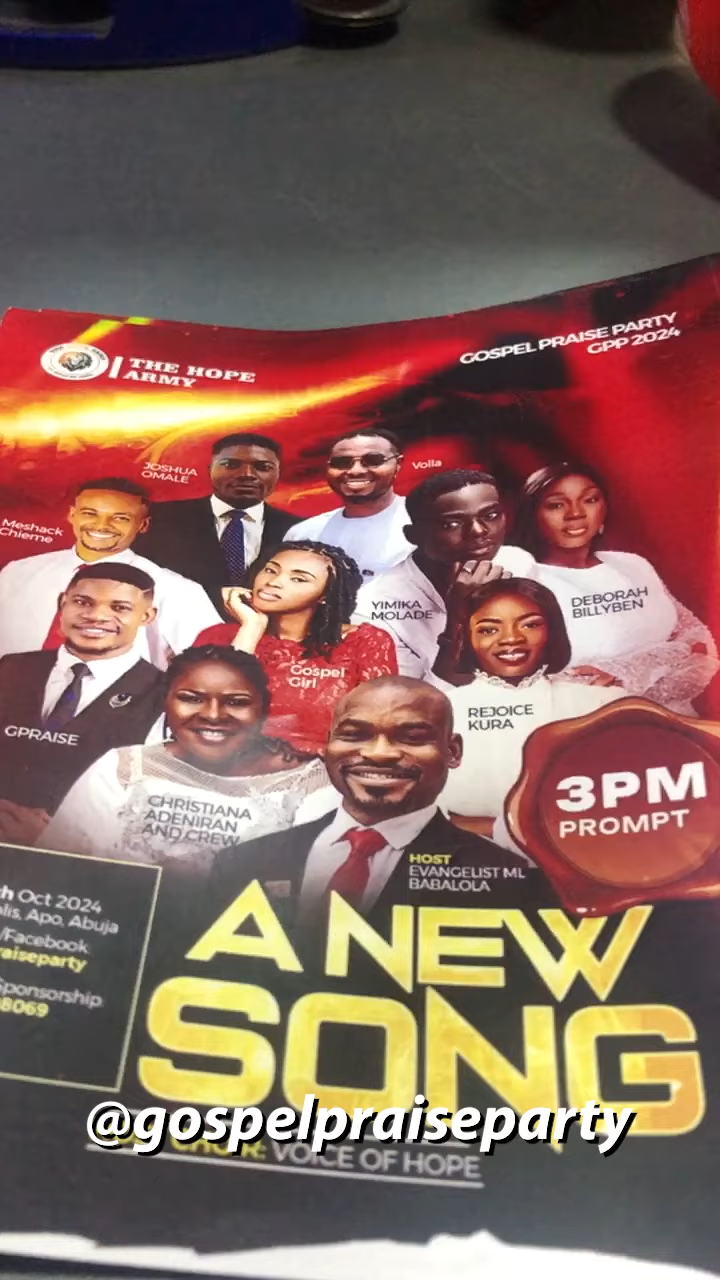 THE HOPE
ARMY
GOSPEL PRAISE PARTY
GPP 2024
JOSHUA
OMALE
Voila
Meshack
Chieme
YIMIKA
MOLADE
DEBORAH
BILLYBEN
Gospel
Girl
REJOICE
KURA
GPRAISE
CHRISTIANA
ADENIRAN
AND CREW
3PM
PROMPT
HOST
EVANGELIST ML
BABALOLA
Oct 2024
Apo, Abuja
/Facebook
raiseparty
Sponsorship
8069
A NEW
SONG
@gospelpraiseparty
VOICE OF HOPE